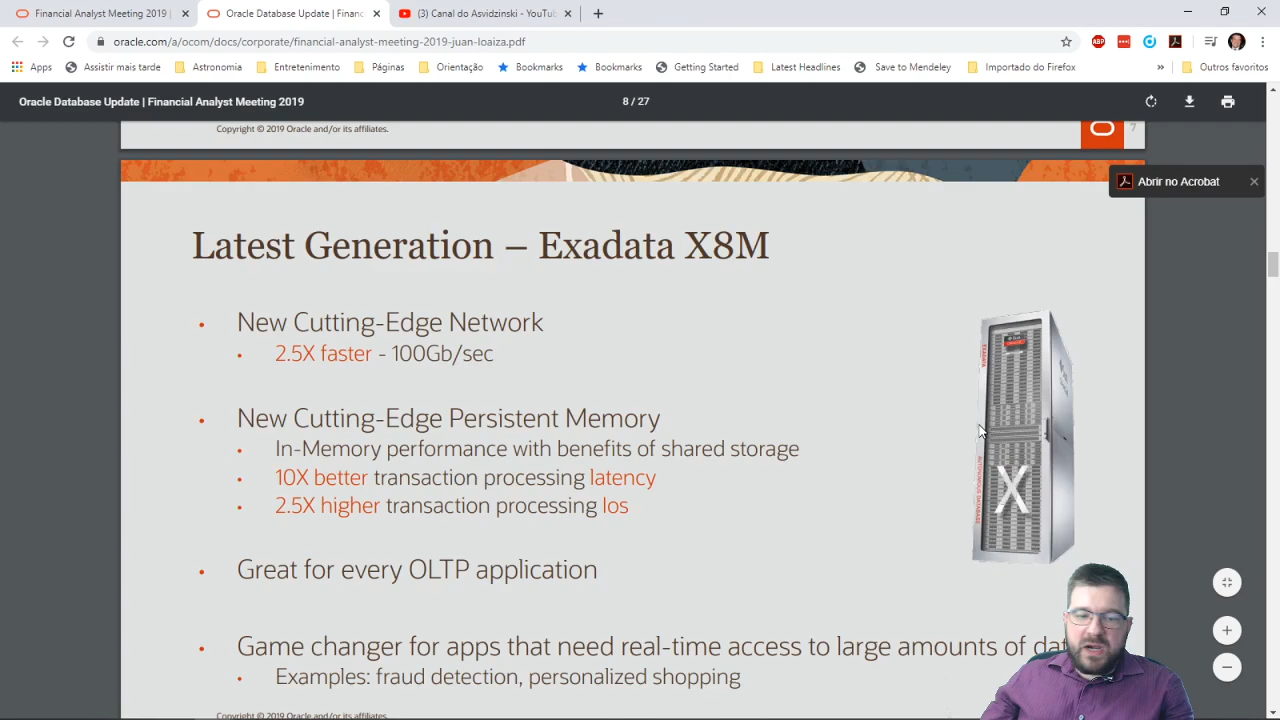 Financial Analyst Meeting 2019 |
Oracle Database Update | Financ
(3) Canal do Asvidzinski - YouTub
oracle.com/a/ocom/docs/corporate/financial-analyst-meeting-2019-juan-loaiza.pdf
ABP
Apps
Assistir mais tarde
Astronomia
Entretenimento
Páginas
Orientação
Bookmarks
Bookmarks
Getting Started
Latest Headlines
Save to Mendeley
Importado do Firefox
»
Outros favoritos
Oracle Database Update | Financial Analyst Meeting 2019
8 / 27
Copyright © 2019 Oracle and/or its affiliates.
7
Abrir no Acrobat
Latest Generation – Exadata X8M
• New Cutting-Edge Network
• 2.5X faster - 100Gb/sec
• New Cutting-Edge Persistent Memory
• In-Memory performance with benefits of shared storage
• 10X better transaction processing latency
• 2.5X higher transaction processing Ios
• Great for every OLTP application
• Game changer for apps that need real-time access to large amounts of dat
• Examples: fraud detection, personalized shopping
Copyright © 2019 Oracle and/or its affiliates.
EXADATA
AUTONOMOUS DATABASE
X